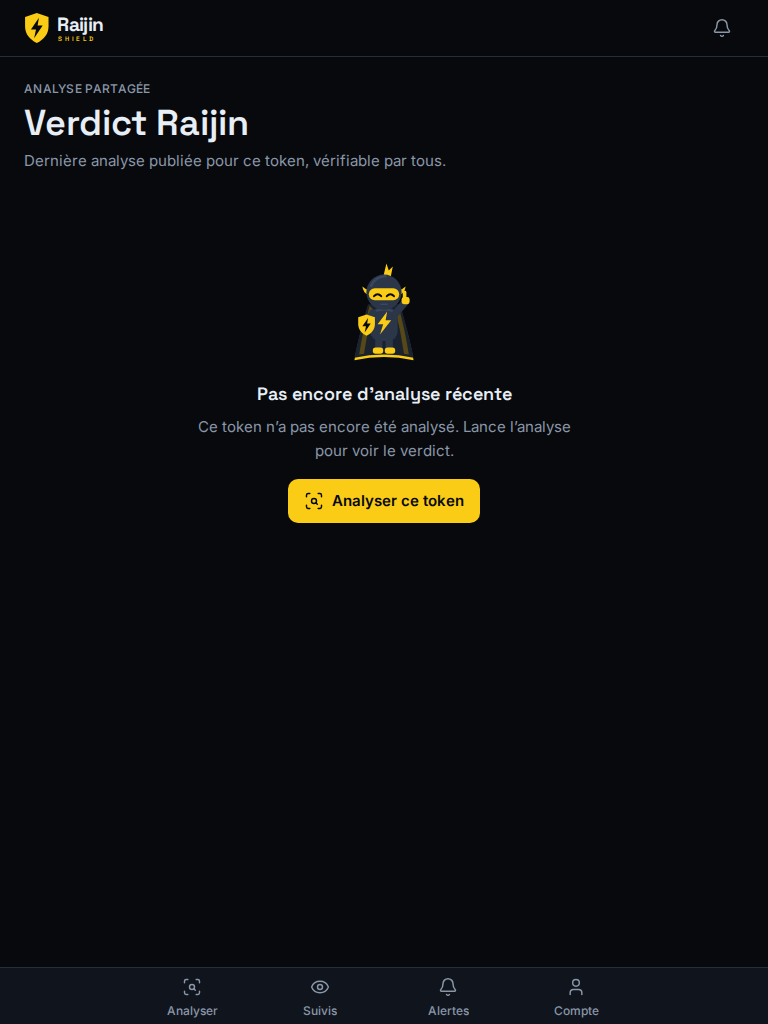 Raijin
SHIELD
ANALYSE PARTAGÉE
Verdict Raijin
Dernière analyse publiée pour ce token, vérifiable par tous.
Pas encore d’analyse récente
Ce token n’a pas encore été analysé. Lance l’analyse
pour voir le verdict.
Analyser ce token
Analyser
Suivis
Alertes
Compte